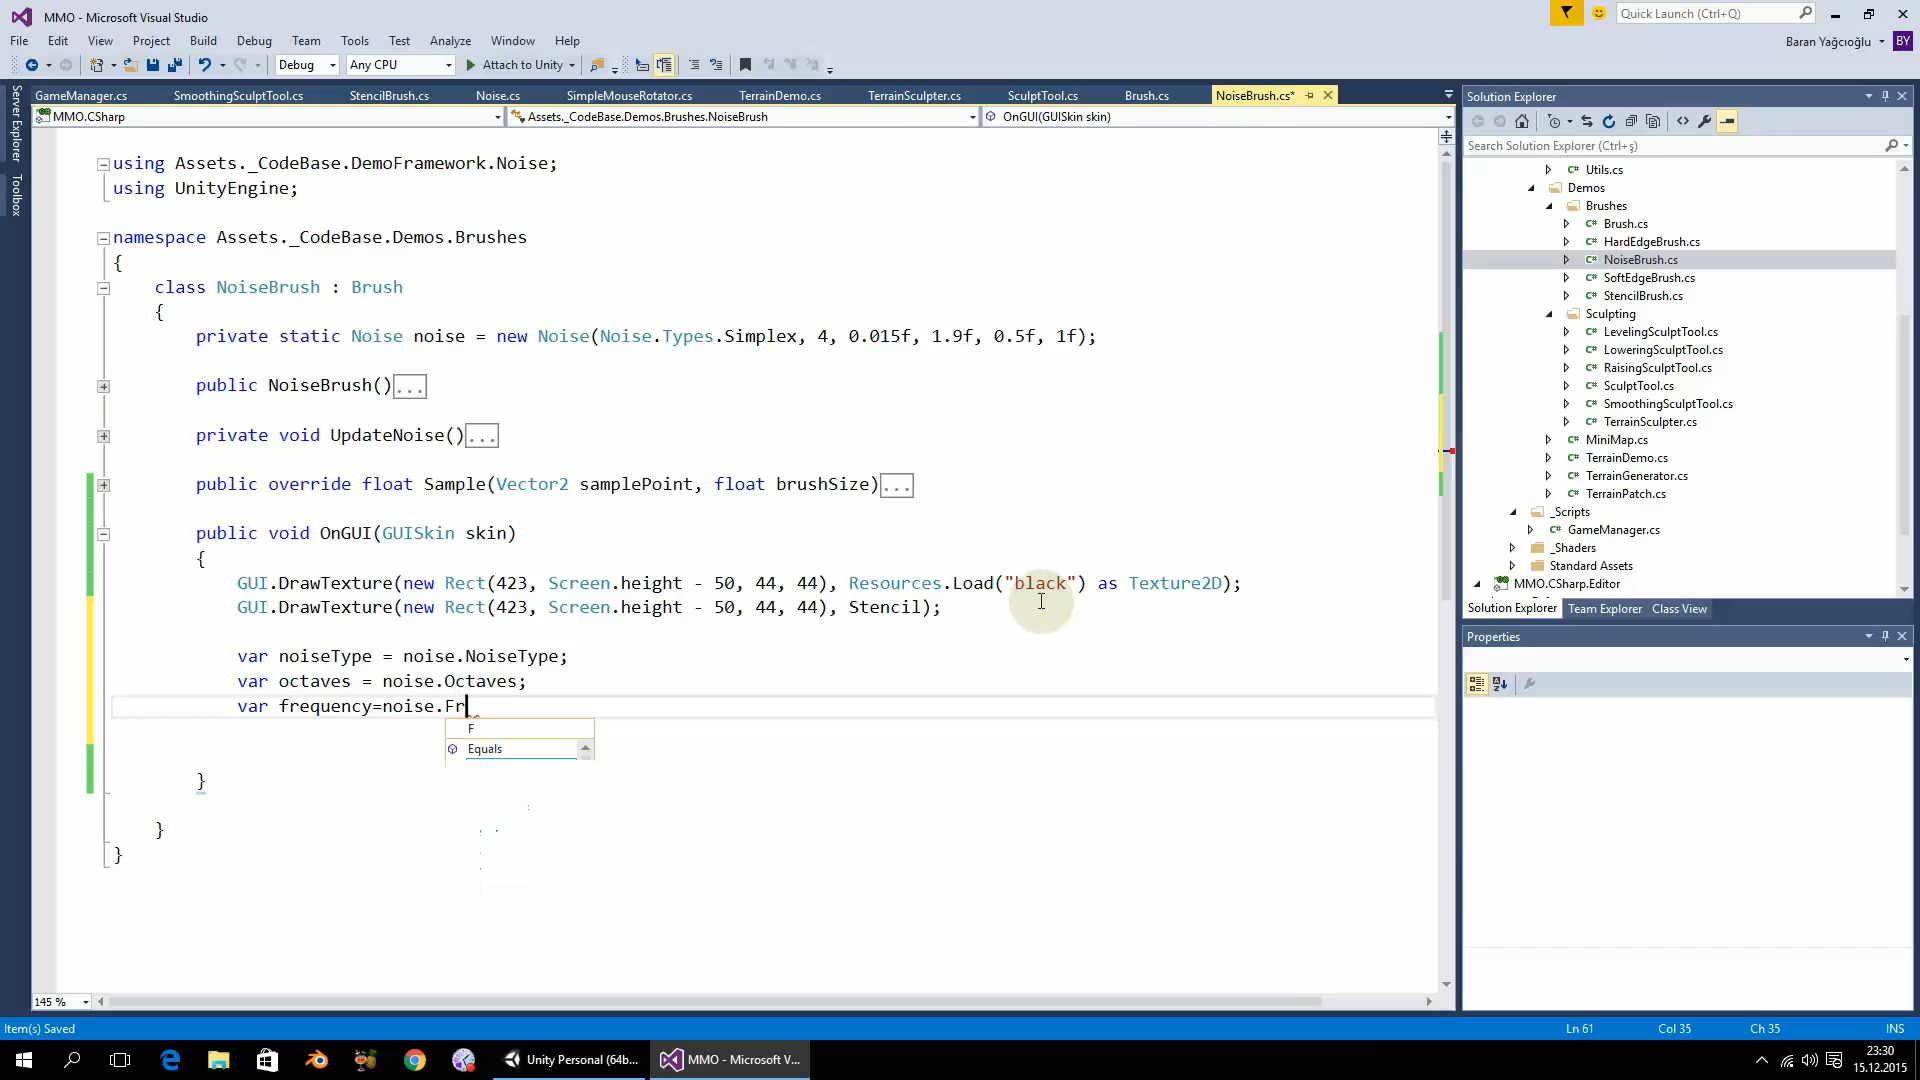 MMO - Microsoft Visual Studio
Quick Launch (Ctrl+Q)
File Edit View Project Build Debug Team Tools Test Analyze Window Help
Baran Yağcıoğlu BY
Debug Any CPU Attach to Unity
Server Explorer
Toolbox
GameManager.cs SmoothingSculptTool.cs StencilBrush.cs Noise.cs SimpleMouseRotator.cs TerrainDemo.cs TerrainSculpter.cs SculptTool.cs Brush.cs NoiseBrush.cs*
MMO.CSharp Assets._CodeBase.Demos.Brushes.NoiseBrush OnGUI(GUISkin skin)
using Assets._CodeBase.DemoFramework.Noise;
using UnityEngine;
namespace Assets._CodeBase.Demos.Brushes
{
class NoiseBrush : Brush
{
private static Noise noise = new Noise(Noise.Types.Simplex, 4, 0.015f, 1.9f, 0.5f, 1f);
public NoiseBrush()...
private void UpdateNoise()...
public override float Sample(Vector2 samplePoint, float brushSize)...
public void OnGUI(GUISkin skin)
{
GUI.DrawTexture(new Rect(423, Screen.height - 50, 44, 44), Resources.Load("black") as Texture2D);
GUI.DrawTexture(new Rect(423, Screen.height - 50, 44, 44), Stencil);
var noiseType = noise.NoiseType;
var octaves = noise.Octaves;
var frequency=noise.Fr
F
Equals
}
}
}
145 %
Solution Explorer
Search Solution Explorer (Ctrl+ş)
Utils.cs
Demos
Brushes
Brush.cs
HardEdgeBrush.cs
NoiseBrush.cs
SoftEdgeBrush.cs
StencilBrush.cs
Sculpting
LevelingSculptTool.cs
LoweringSculptTool.cs
RaisingSculptTool.cs
SculptTool.cs
SmoothingSculptTool.cs
TerrainSculpter.cs
MiniMap.cs
TerrainDemo.cs
TerrainGenerator.cs
TerrainPatch.cs
_Scripts
GameManager.cs
_Shaders
Standard Assets
MMO.CSharp.Editor
Solution Explorer Team Explorer Class View
Properties
Item(s) Saved
Ln 61 Col 35 Ch 35 INS
Unity Personal (64b...
MMO - Microsoft V...
23:30
15.12.2015